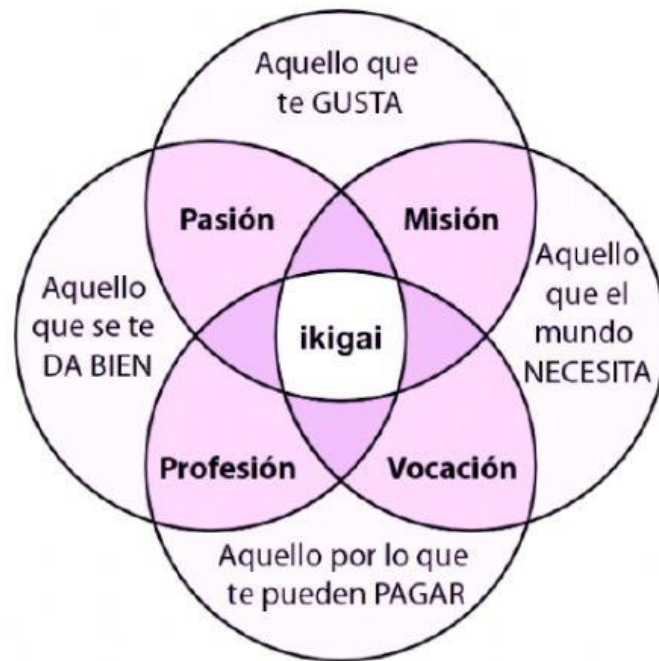 Aquello que
te GUSTA
Pasión
Misión
Aquello
que se te
DA BIEN
ikigai
Aquello
que el
mundo
NECESITA
Profesión
Vocación
Aquello por lo que
te pueden PAGAR